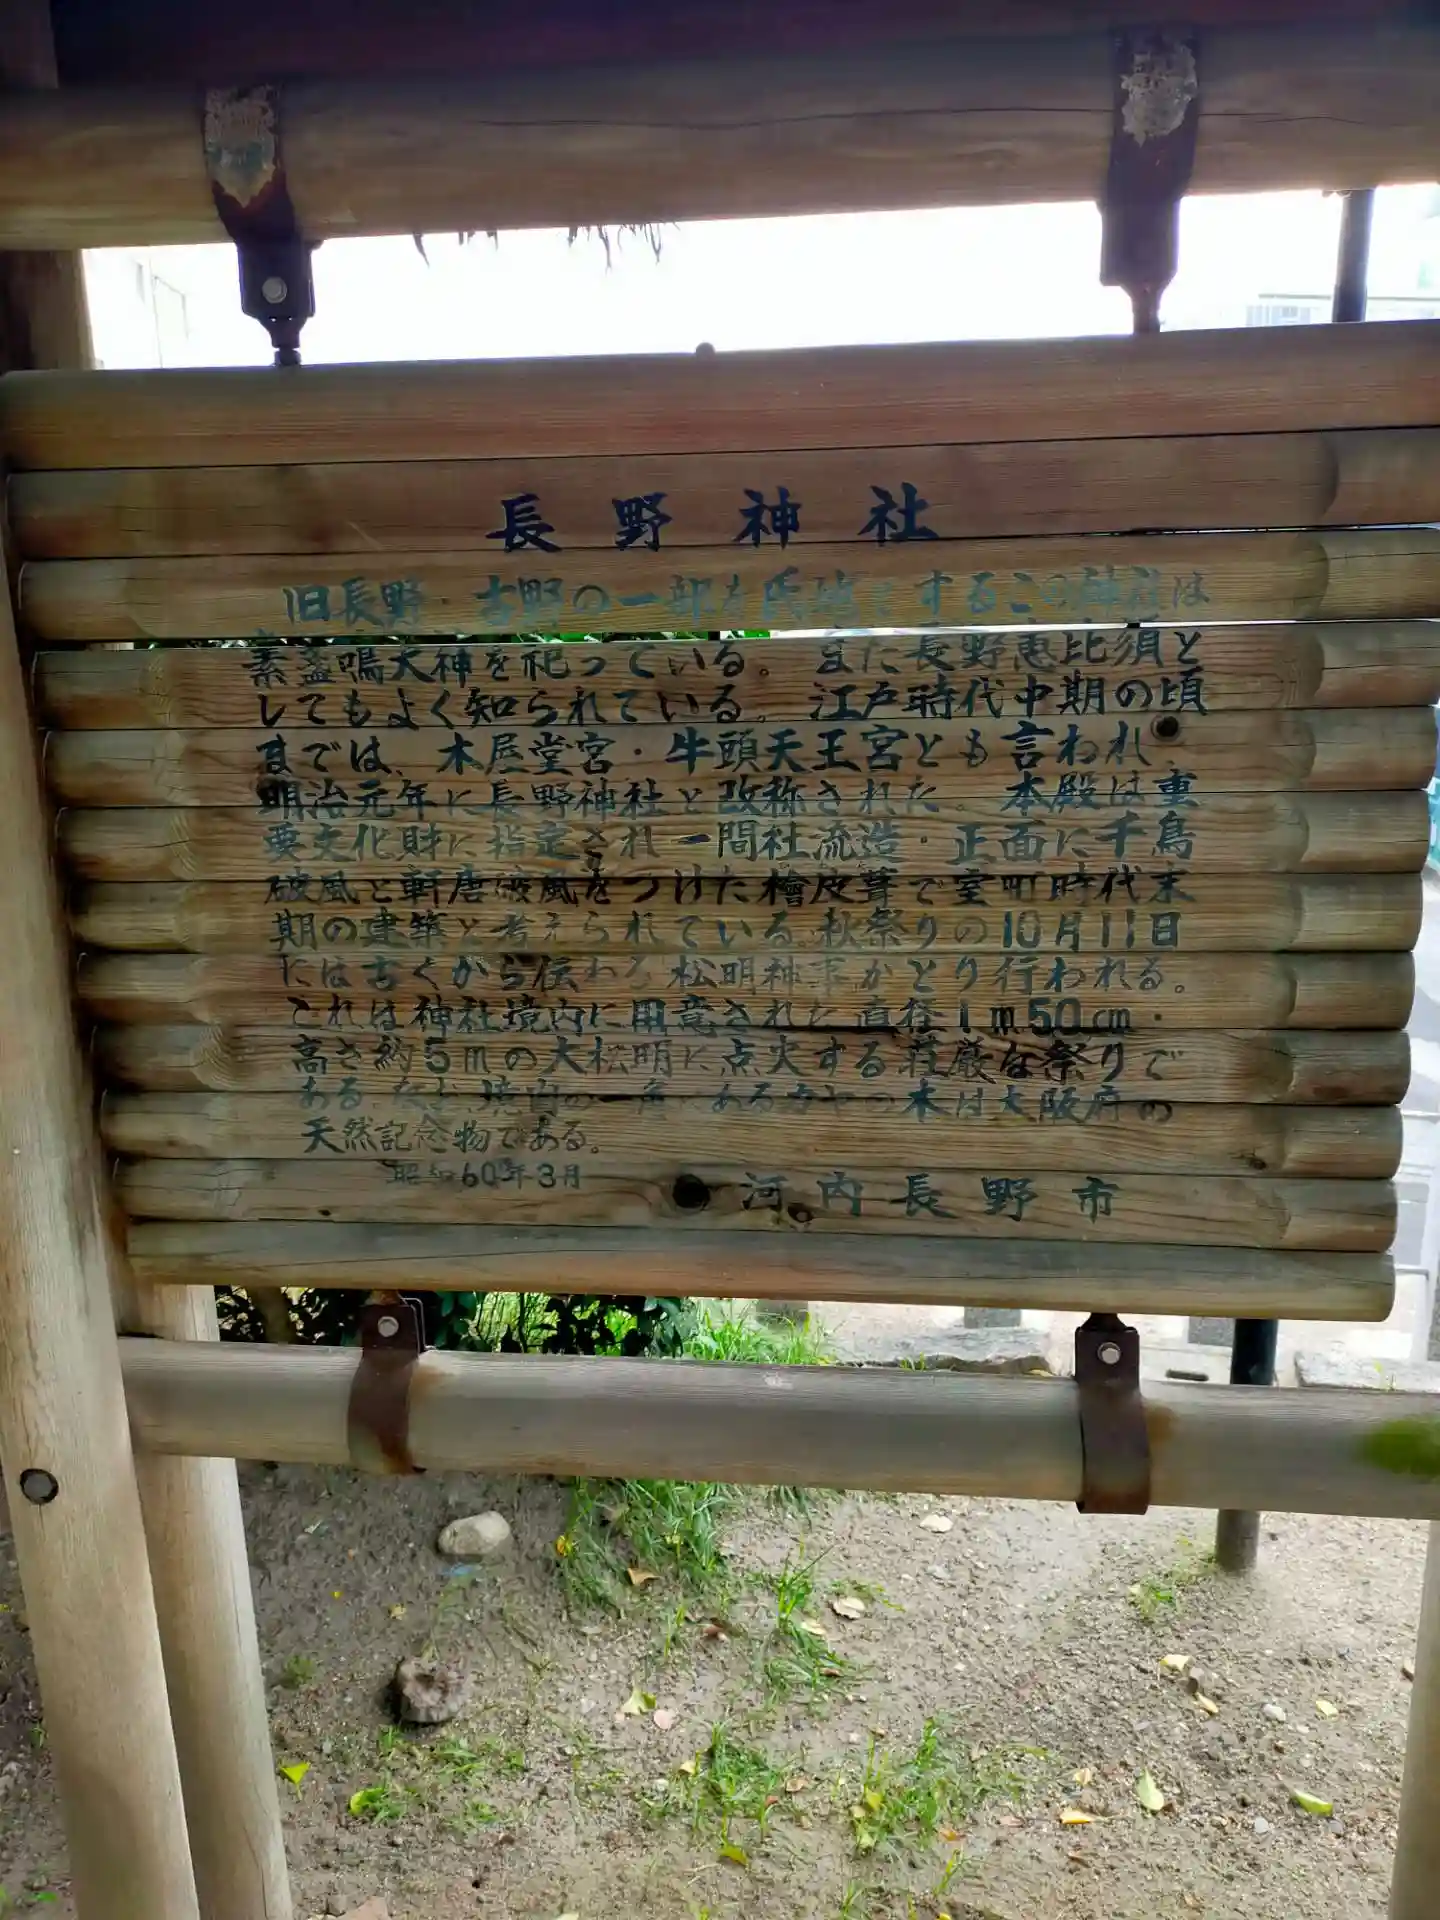 長野神社
旧長野・古野の一部を氏地とするこの神社は
素盞嗚大神を祀っている。また長野恵比須と
してもよく知られている。江戸時代中期の頃
までは、木屋堂宮・牛頭天王宮とも言われ、
明治元年に長野神社と改称された。本殿は重
要文化財に指定され一間社流造・正面に千鳥
破風と軒唐破風をつけた檜皮葺で室町時代末
期の建築と考えられている。秋祭りの10月11日
には古くから伝わる松明神事がとり行われる。
これは神社境内に用意された直径1m50cm・
高さ約5mの大松明に点火する荘厳な祭りで
ある。なお、境内の一角にあるカヤの木は大阪府の
天然記念物である。
昭和60年3月 河内長野市